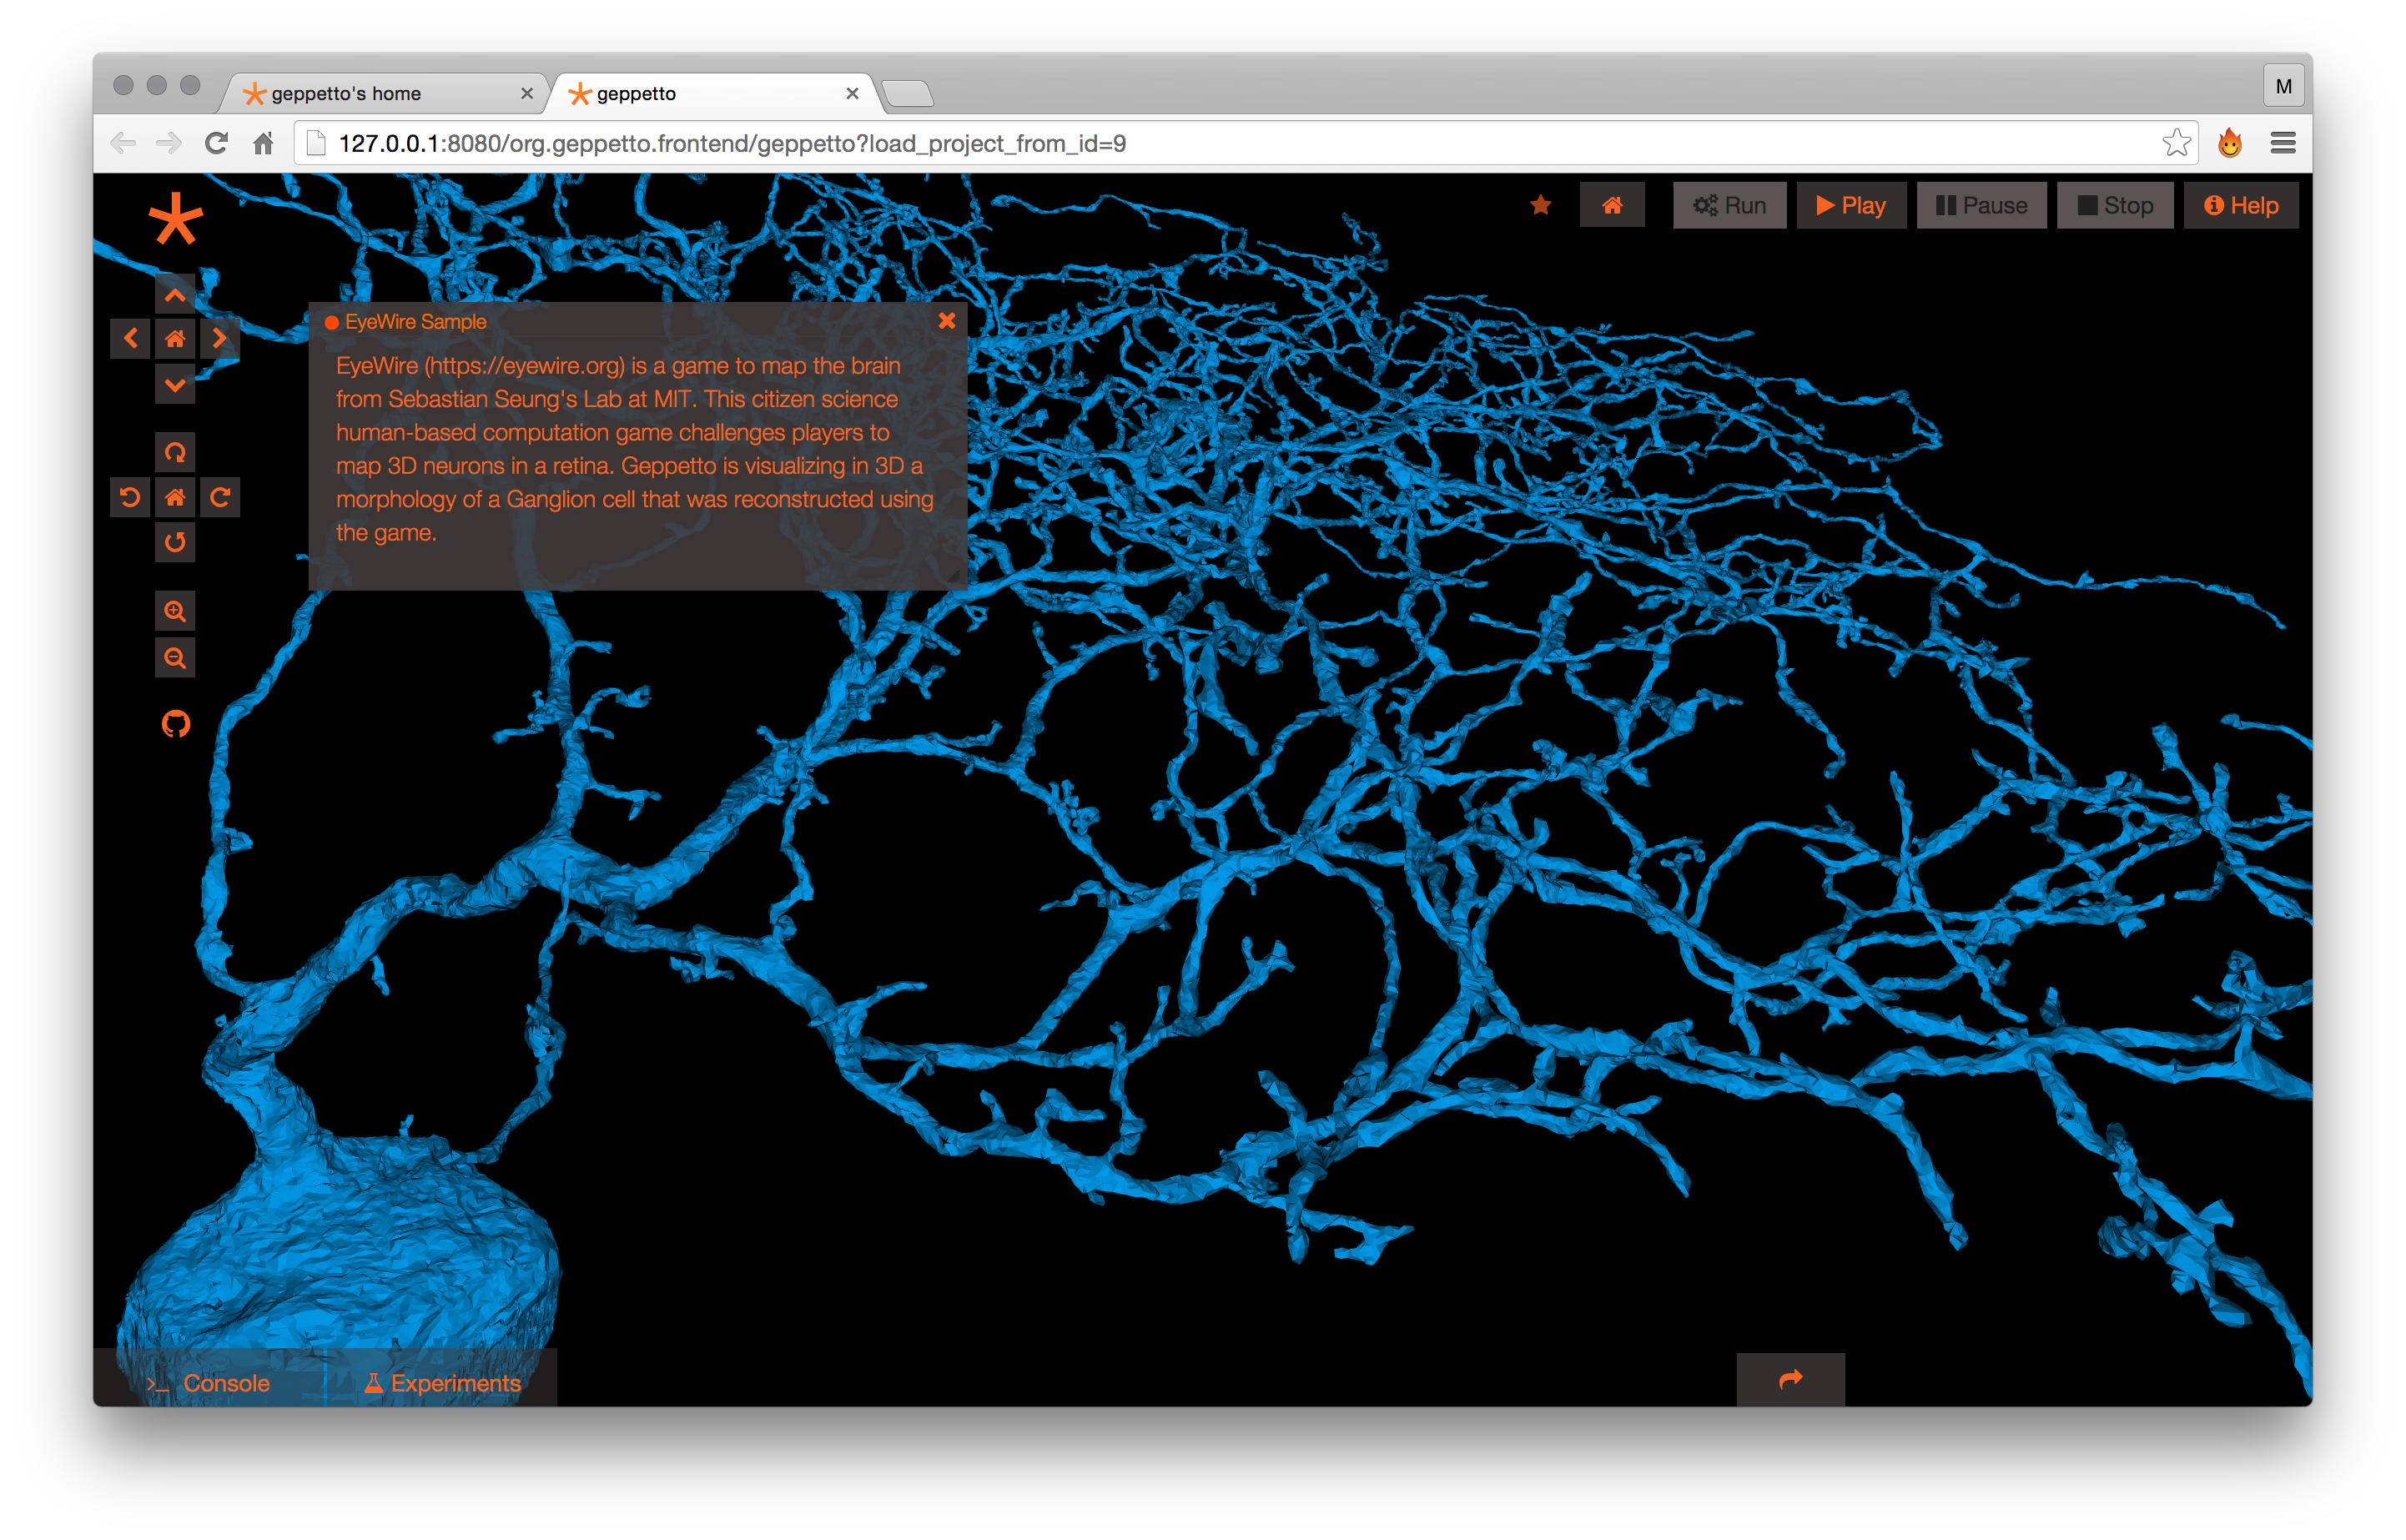 geppetto's home
geppetto
M
127.0.0.1:8080/org.geppetto.frontend/geppetto?load_project_from_id=9
Run
Play
Pause
Stop
Help
EyeWire Sample
EyeWire (https://eyewire.org) is a game to map the brain
from Sebastian Seung's Lab at MIT. This citizen science
human-based computation game challenges players to
map 3D neurons in a retina. Geppetto is visualizing in 3D a
morphology of a Ganglion cell that was reconstructed using
the game.
Console
Experiments